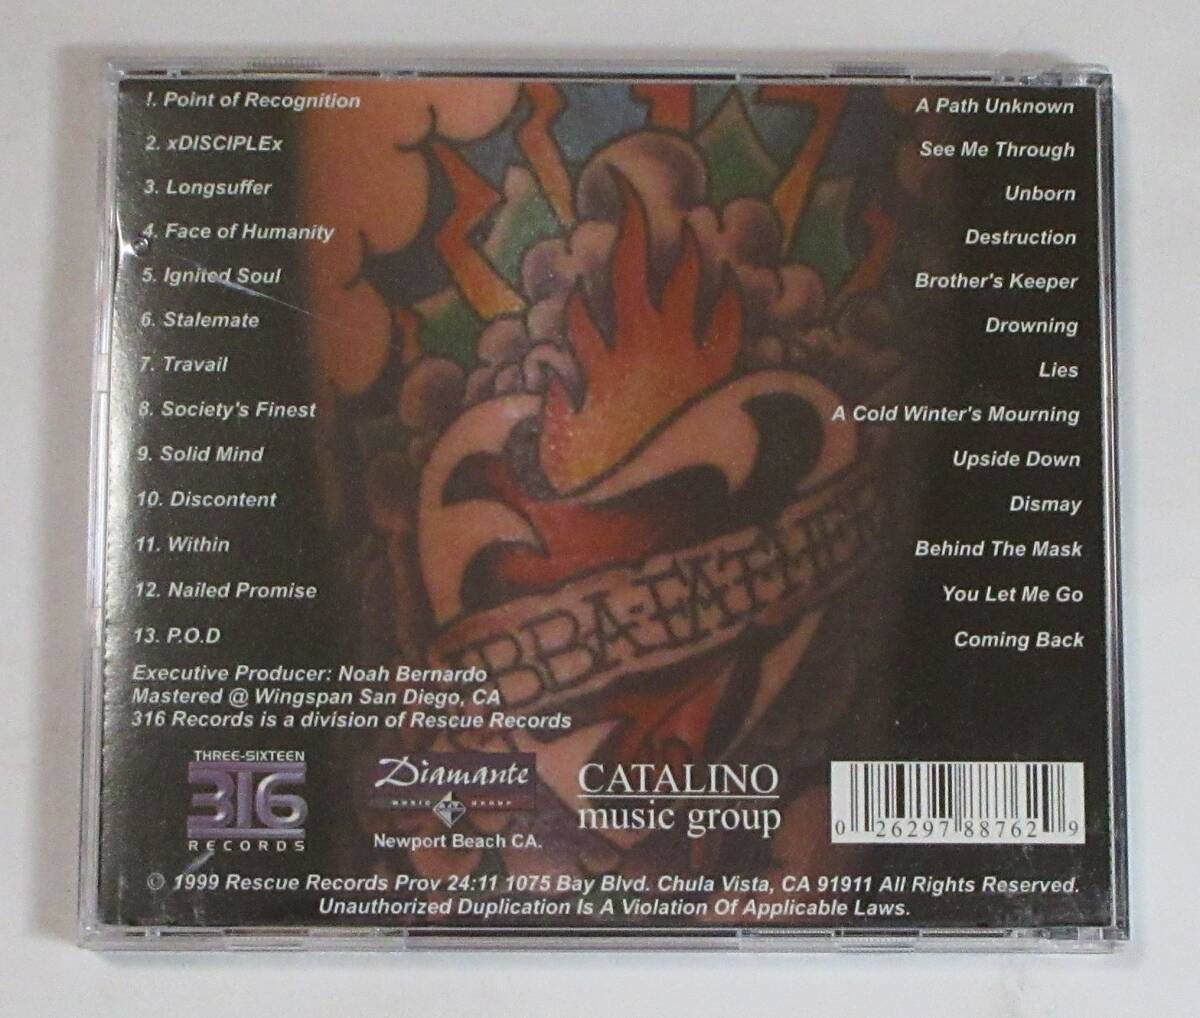 !. Point of Recognition A Path Unknown
2. xDISCIPLEx See Me Through
3. Longsuffer Unborn
4. Face of Humanity Destruction
5. Ignited Soul Brother's Keeper
6. Stalemate Drowning
7. Travail Lies
8. Society's Finest A Cold Winter's Mourning
9. Solid Mind Upside Down
10. Discontent Dismay
11. Within Behind The Mask
12. Nailed Promise You Let Me Go
13. P.O.D Coming Back
BBA-FATHE
Executive Producer: Noah Bernardo
Mastered @ Wingspan San Diego, CA
316 Records is a division of Rescue Records
THREE-SIXTEEN
316
RECORDS
Diamante
MUSIC GROUP
Newport Beach CA.
CATALINO
music group
0 26297 88762 9
© 1999 Rescue Records Prov 24:11 1075 Bay Blvd. Chula Vista, CA 91911 All Rights Reserved.
Unauthorized Duplication Is A Violation Of Applicable Laws.